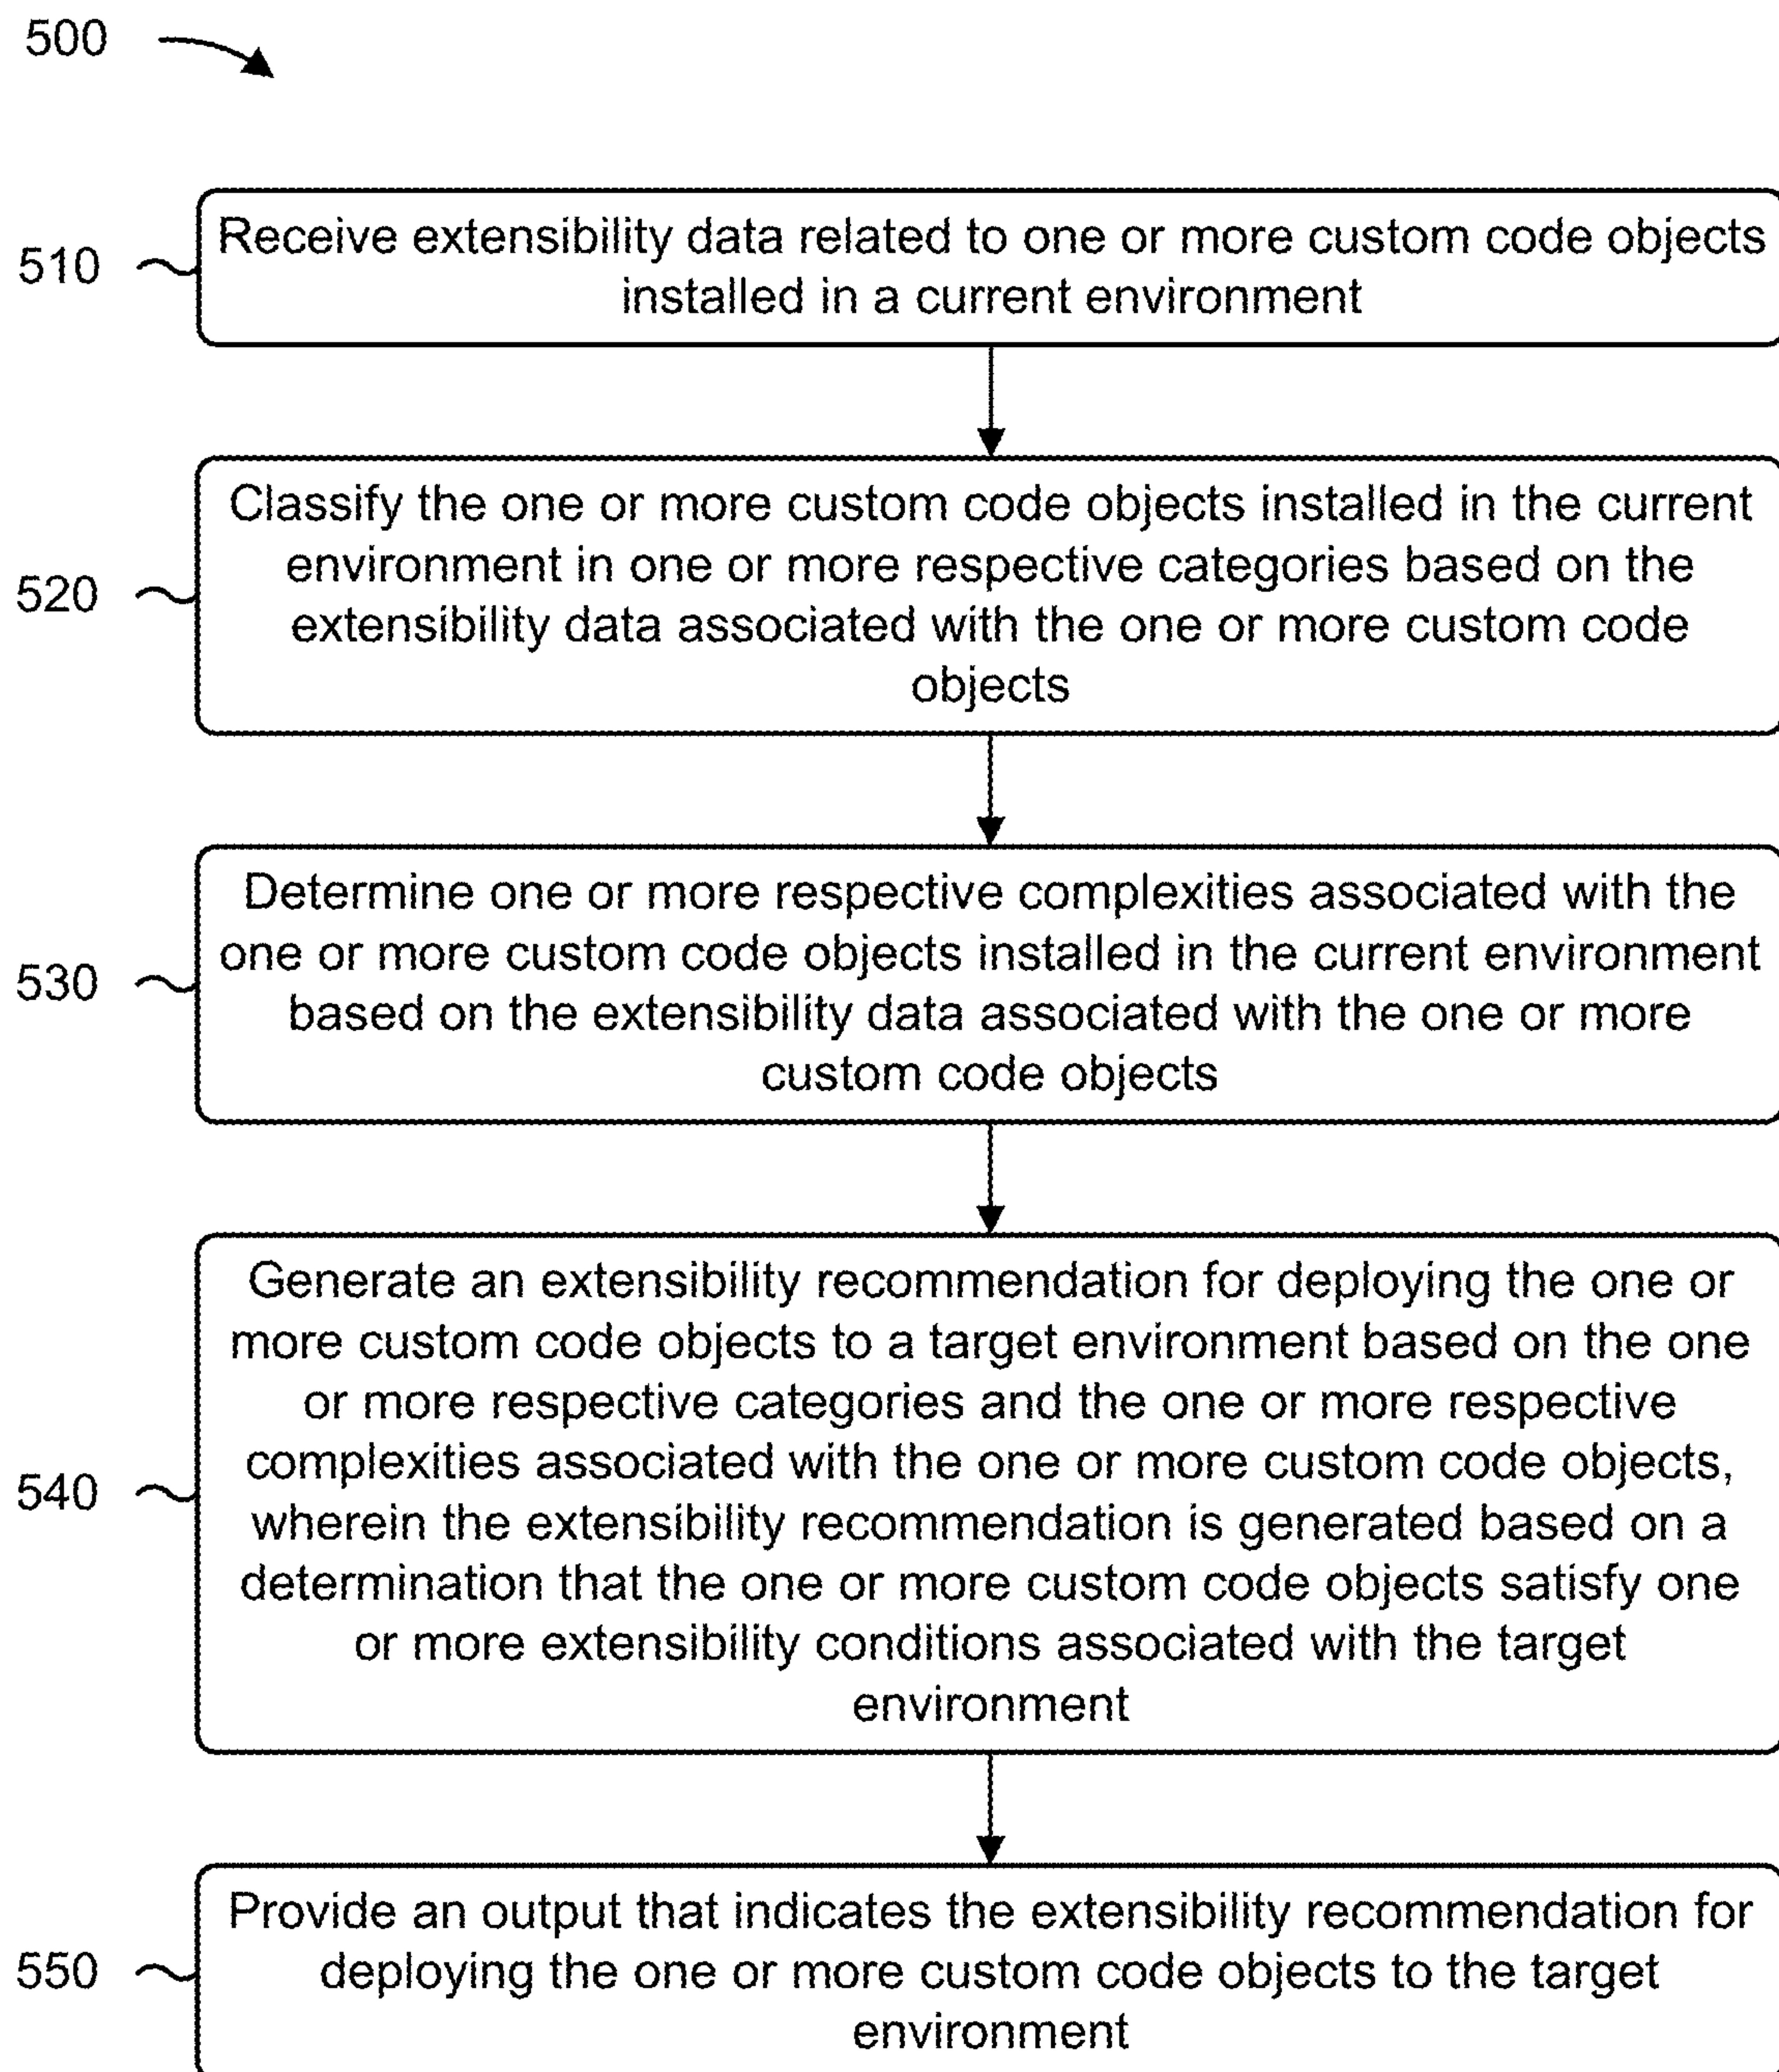 500
510
Receive extensibility data related to one or more custom code objects
installed in a current environment
520
Classify the one or more custom code objects installed in the current
environment in one or more respective categories based on the
extensibility data associated with the one or more custom code
objects
530
Determine one or more respective complexities associated with the
one or more custom code objects installed in the current environment
based on the extensibility data associated with the one or more
custom code objects
540
Generate an extensibility recommendation for deploying the one or
more custom code objects to a target environment based on the one
or more respective categories and the one or more respective
complexities associated with the one or more custom code objects,
wherein the extensibility recommendation is generated based on a
determination that the one or more custom code objects satisfy one
or more extensibility conditions associated with the target
environment
550
Provide an output that indicates the extensibility recommendation for
deploying the one or more custom code objects to the target
environment